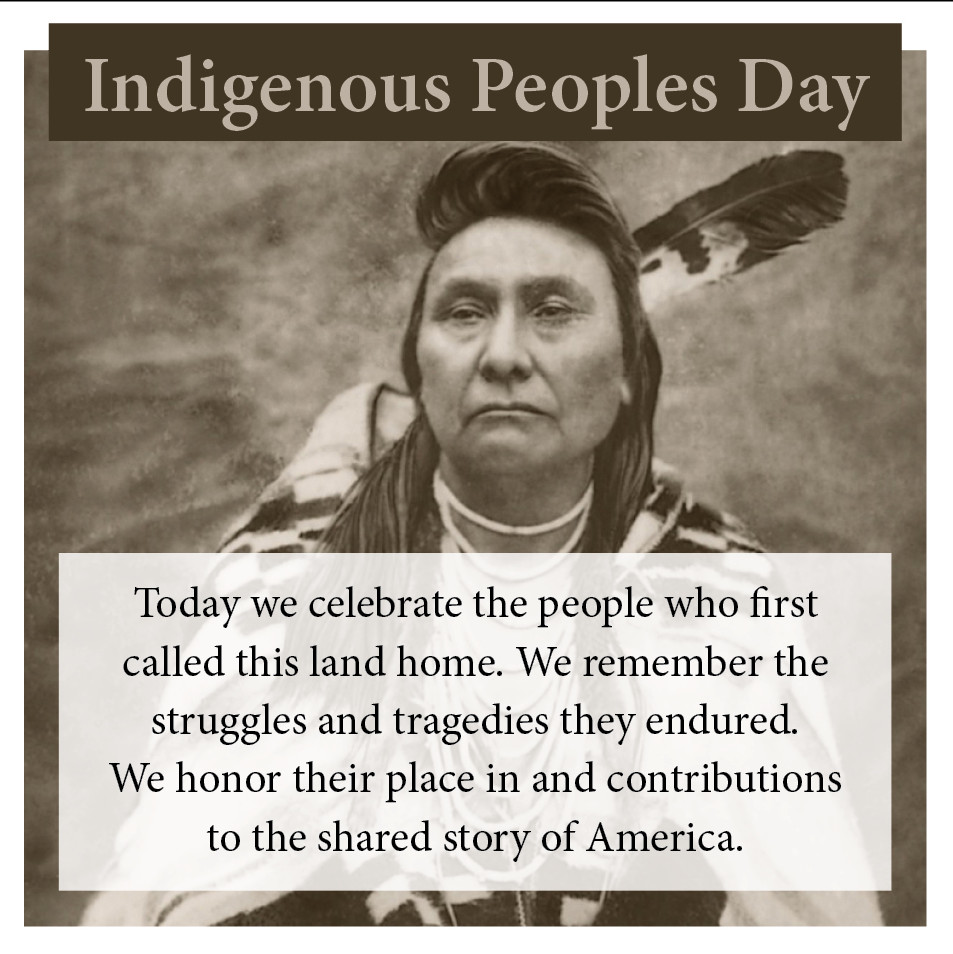 Indigenous Peoples Day
Today we celebrate the people who first
called this land home. We remember the
struggles and tragedies they endured.
We honor their place in and contributions
to the shared story of America.